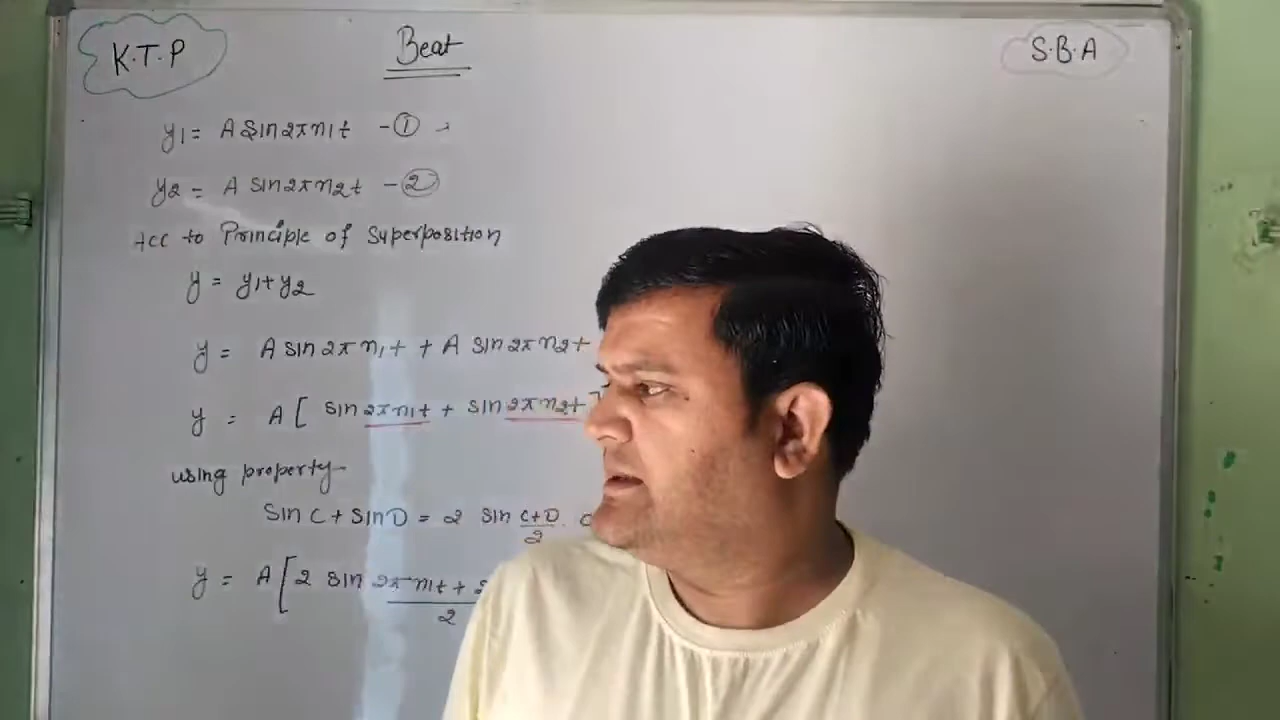 K.T.P
Beat
S.B.A
y1 = A sin2πn1t - ①
y2 = A sin2πn2t - ②
Acc to Principle of Superposition
y = y1+y2
y = A sin2πn1t + A sin2πn2t
y = A[ sin2πn1t + sin2πn2t
using property
sin C + sin D = 2 sin C+D/2 .
y = A[2 sin 2πn1t + /2